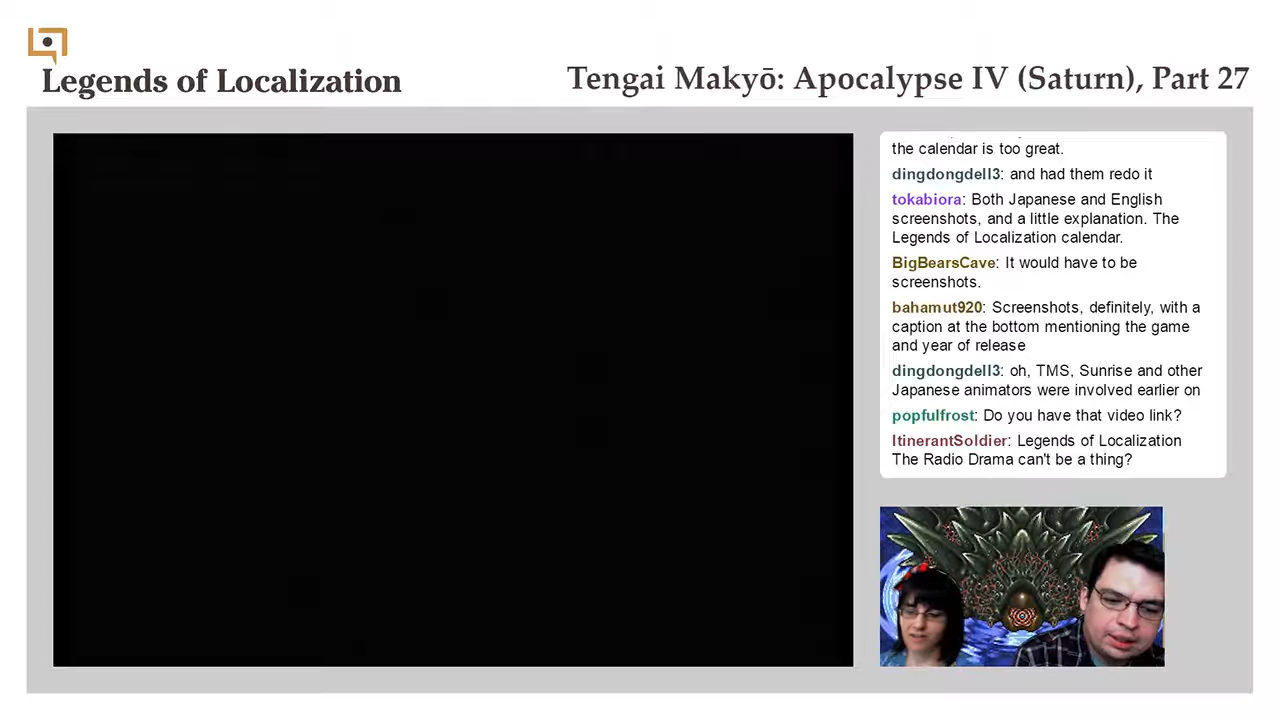 Legends of Localization
Tengai Makyō: Apocalypse IV (Saturn), Part 27
the calendar is too great.
dingdongdell3: and had them redo it
tokabiora: Both Japanese and English
screenshots, and a little explanation. The
Legends of Localization calendar.
BigBearsCave: It would have to be
screenshots.
bahamut920: Screenshots, definitely, with a
caption at the bottom mentioning the game
and year of release
dingdongdell3: oh, TMS, Sunrise and other
Japanese animators were involved earlier on
popfulfrost: Do you have that video link?
ItinerantSoldier: Legends of Localization
The Radio Drama can't be a thing?